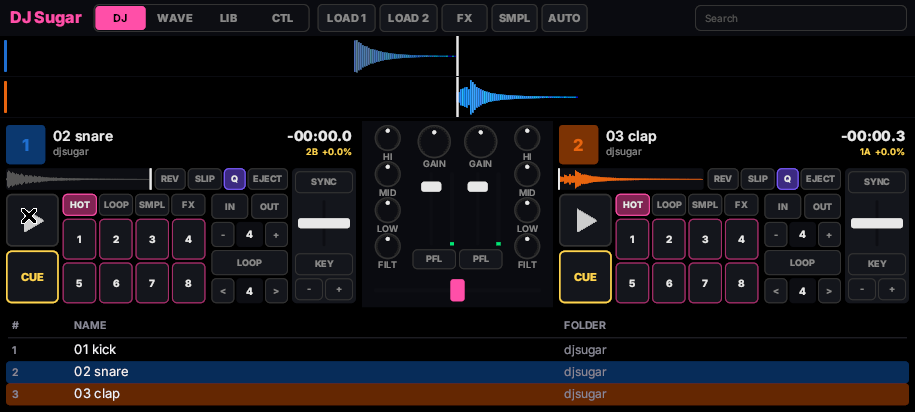 DJ Sugar DJ WAVE LIB CTL LOAD 1 LOAD 2 FX SMPL AUTO Search
1 02 snare -00:00.0
djsugar 2B +0.0%
REV SLIP Q EJECT SYNC
HOT LOOP SMPL FX IN OUT
1 2 3 4 - 4 +
CUE LOOP KEY
5 6 7 8 < 4 > - +
HI GAIN GAIN HI
MID MID
LOW LOW
FILT PFL PFL FILT
2 03 clap -00:00.3
djsugar 1A +0.0%
REV SLIP Q EJECT SYNC
HOT LOOP SMPL FX IN OUT
1 2 3 4 - 4 +
CUE LOOP KEY
5 6 7 8 < 4 > - +
# NAME FOLDER
1 01 kick djsugar
2 02 snare djsugar
3 03 clap djsugar